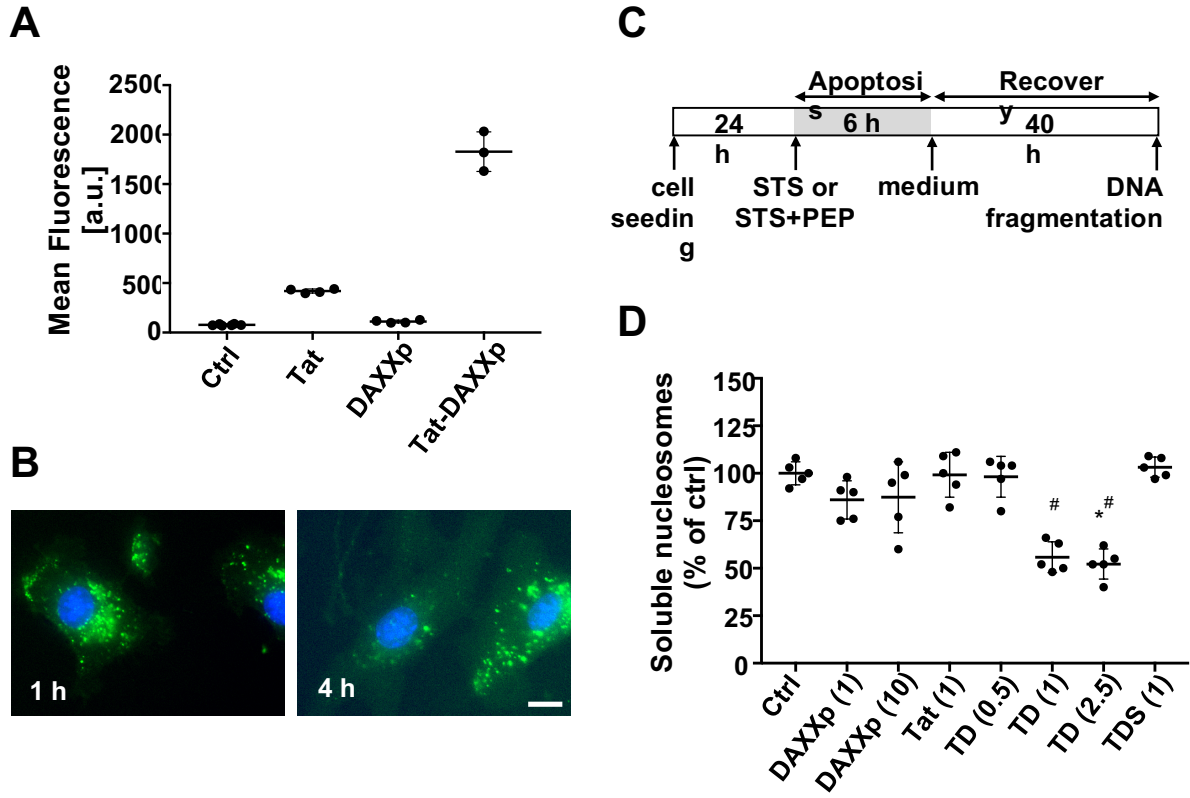 A
Mean Fluorescence
[a.u.]
2500
2000
1500
1000
500
0
Ctrl
Tat
DAXXp
Tat-DAXXp
B
1 h
4 h
C
Apoptosi
s
Recover
y
24
h
6 h
40
h
cell
seedin
g
STS or
STS+PEP
medium
DNA
fragmentation
D
Soluble nucleosomes
(% of ctrl)
150
125
100
75
50
25
0
#
*#
Ctrl
DAXXp (1)
DAXXp (10)
Tat (1)
TD (0.5)
TD (1)
TD (2.5)
TDS (1)